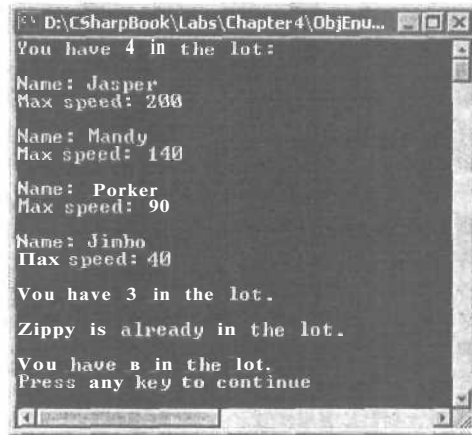 D:\CSharpBook\Labs\Chapter4\ObjEnu...
You have 4 in the lot:
Name: Jasper
Max speed: 200
Name: Mandy
Max speed: 140
Name: Porker
Max speed: 90
Name: Jimbo
Пах speed: 40
You have 3 in the lot.
Zippy is already in the lot.
Vou have в in the lot.
Press any key to continue